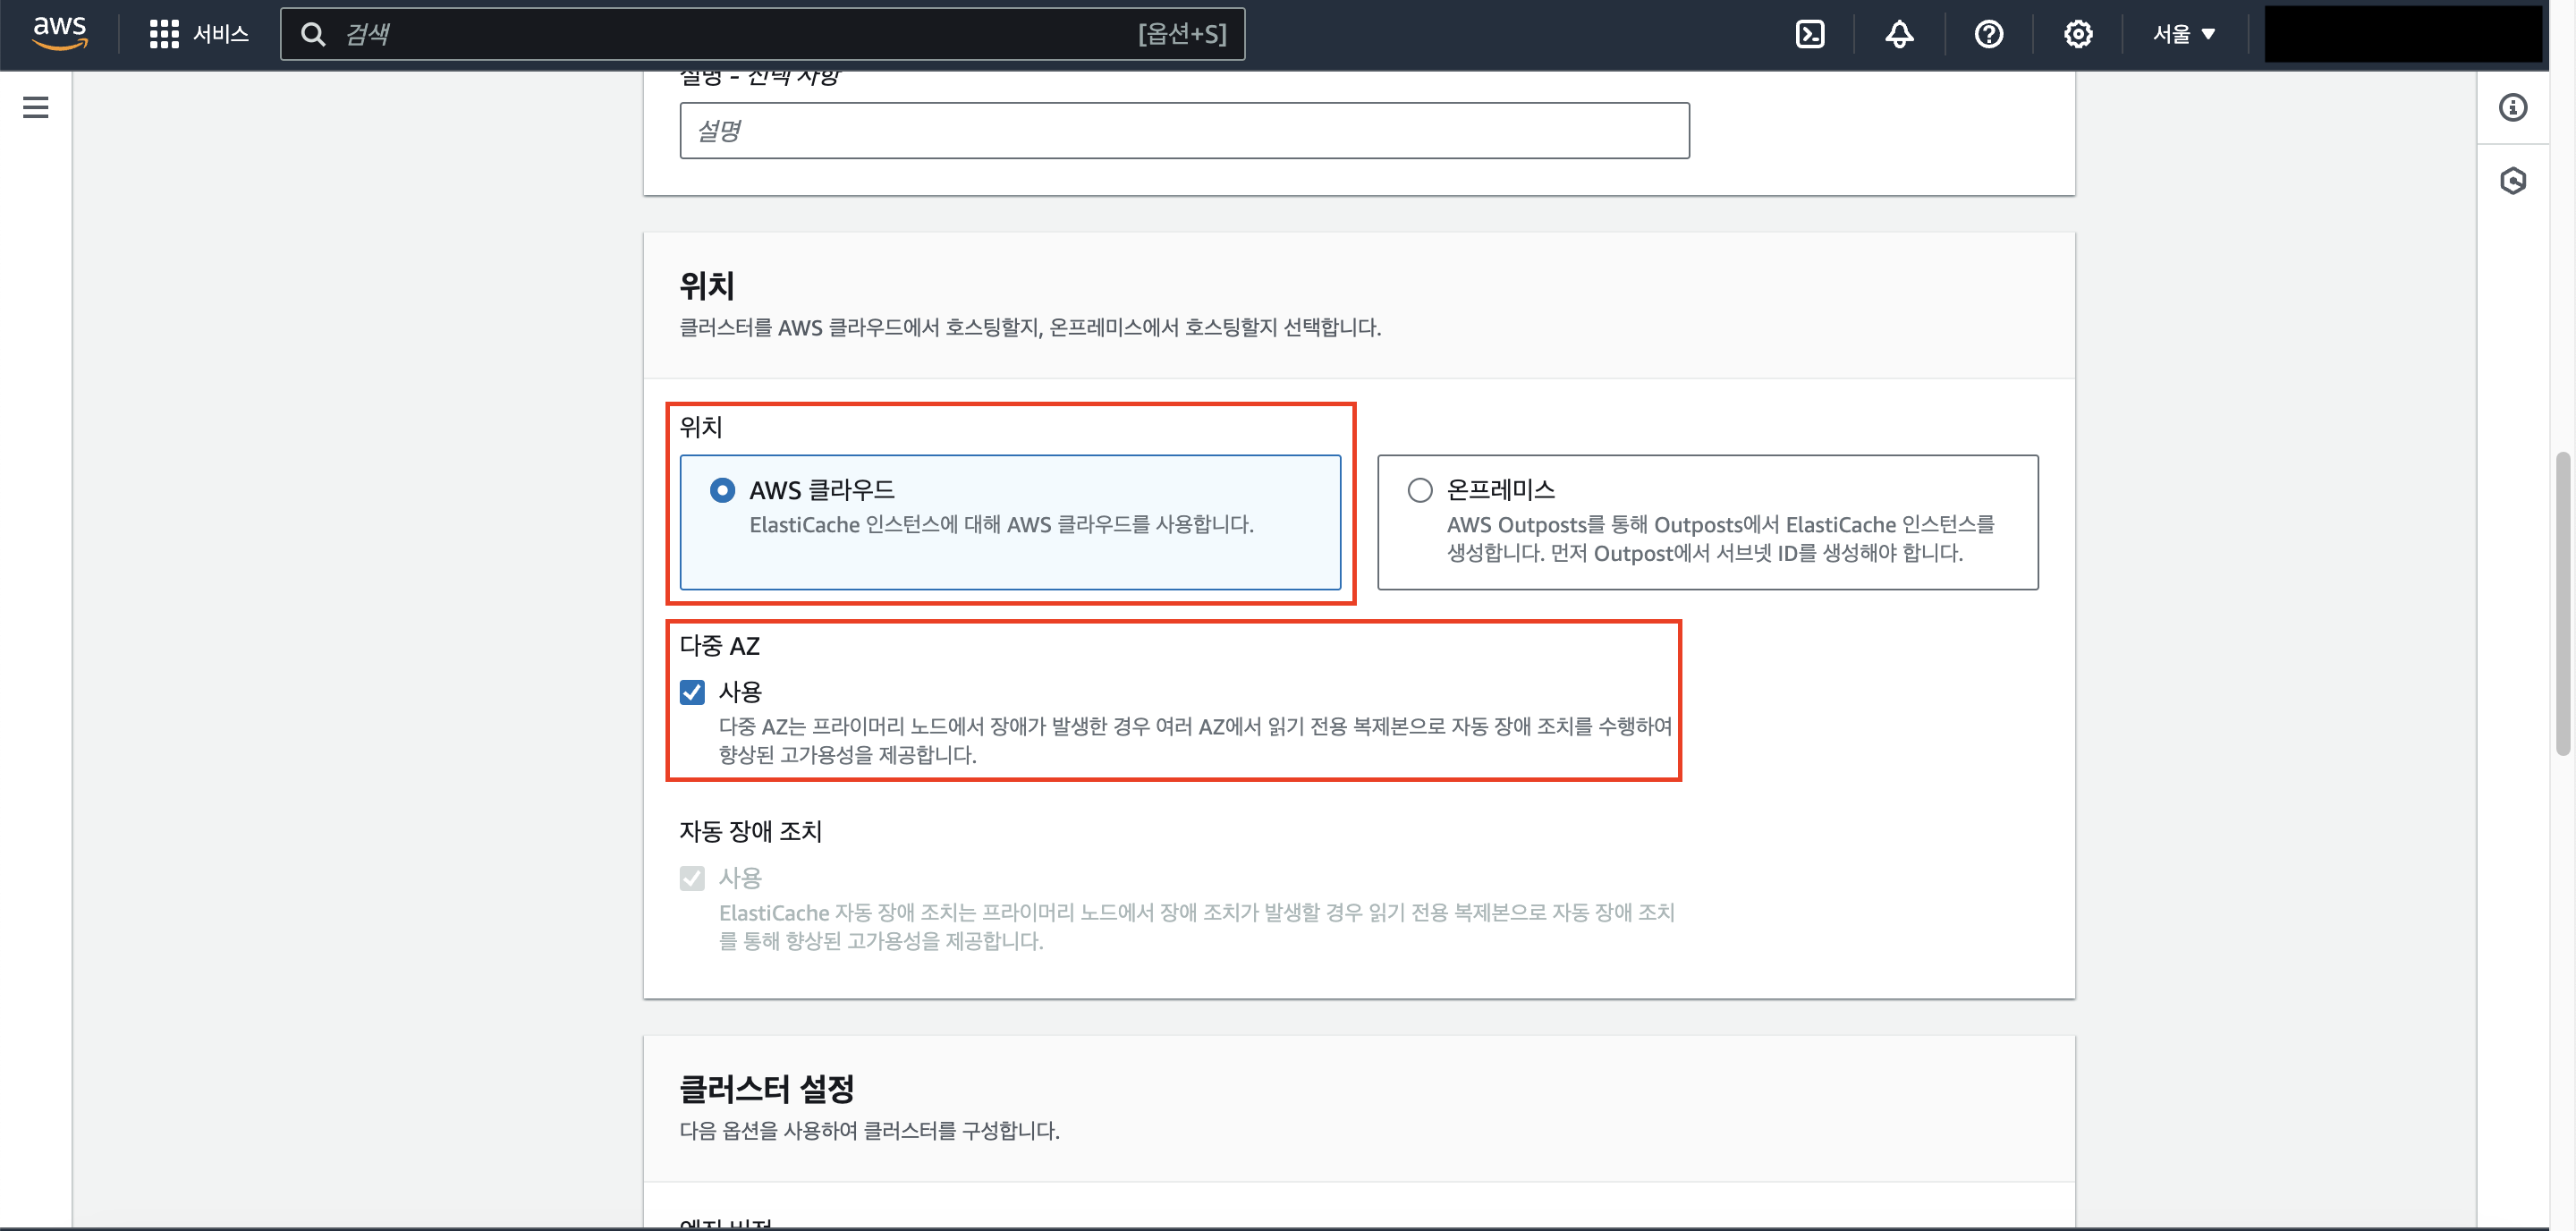 aws
서비스
검색
[옵션+S]
서울
설명 - 선택 사항
설명
위치
클러스터를 AWS 클라우드에서 호스팅할지, 온프레미스에서 호스팅할지 선택합니다.
위치
AWS 클라우드
ElastiCache 인스턴스에 대해 AWS 클라우드를 사용합니다.
온프레미스
AWS Outposts를 통해 Outposts에서 ElastiCache 인스턴스를
생성합니다. 먼저 Outpost에서 서브넷 ID를 생성해야 합니다.
다중 AZ
사용
다중 AZ는 프라이머리 노드에서 장애가 발생한 경우 여러 AZ에서 읽기 전용 복제본으로 자동 장애 조치를 수행하여
향상된 고가용성을 제공합니다.
자동 장애 조치
사용
ElastiCache 자동 장애 조치는 프라이머리 노드에서 장애 조치가 발생할 경우 읽기 전용 복제본으로 자동 장애 조치
를 통해 향상된 고가용성을 제공합니다.
클러스터 설정
다음 옵션을 사용하여 클러스터를 구성합니다.
엔진 버전